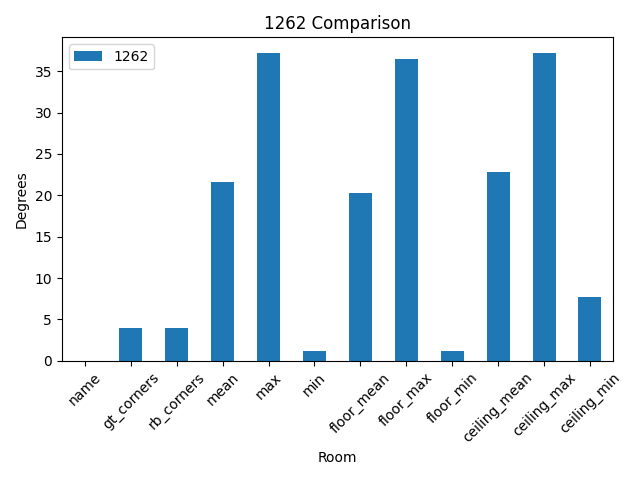 1262 Comparison
1262
Degrees
35
30
25
20
15
10
5
0
name
gt_corners
rb_corners
mean
max
min
floor_mean
floor_max
floor_min
ceiling_mean
ceiling_max
ceiling_min
Room